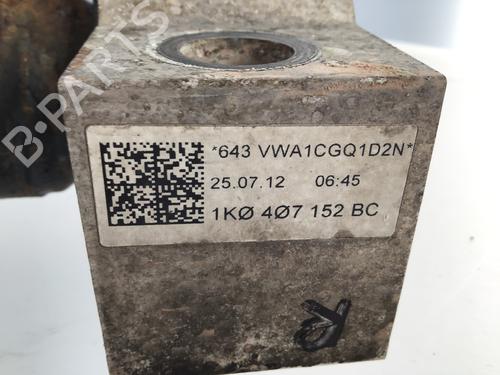 *643 VWA1CGQ1D2N*
25.07.12 06:45
1KØ 4Ø7 152 BC
R
B-PARTS